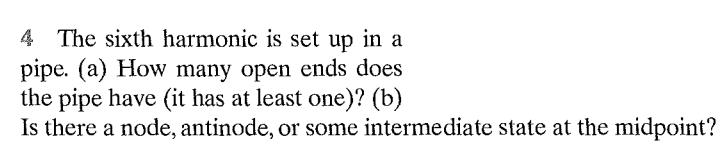 4 The sixth harmonic is set up in a
pipe. (a) How many open ends does
the pipe have (it has at least one)? (b)
Is there a node, antinode, or some intermediate state at the midpoint?